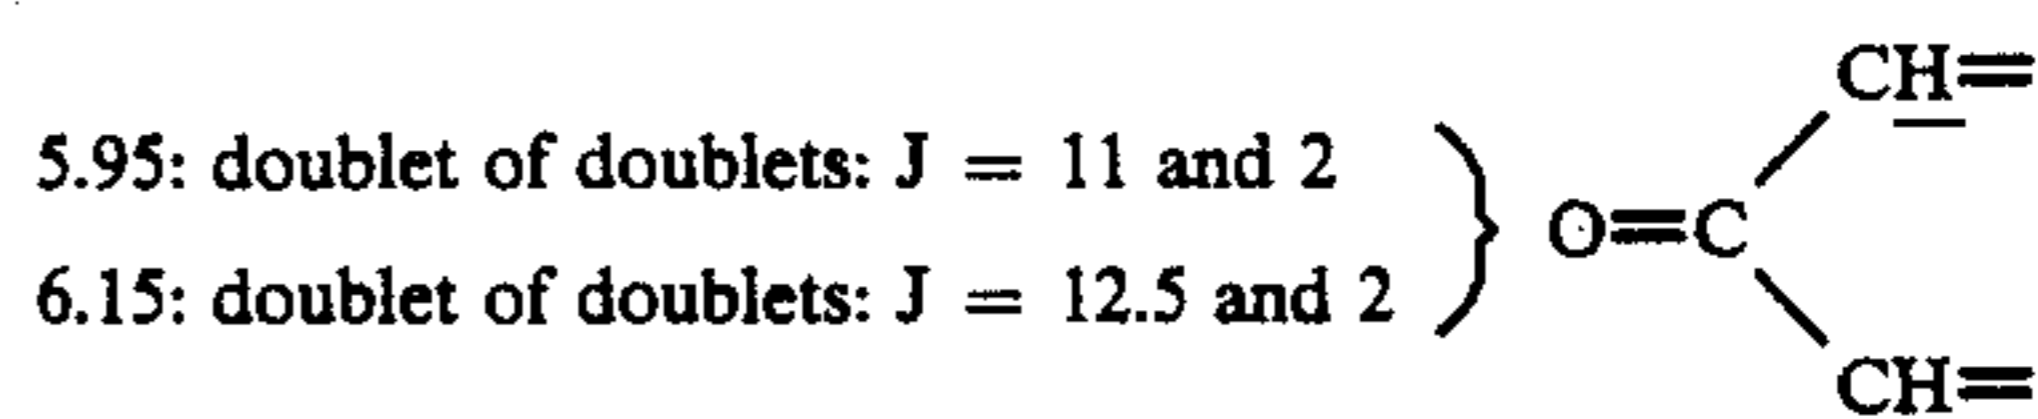 CH=
5.95: doublet of doublets: J = 11 and 2
O=C
6.15: doublet of doublets: J = 12.5 and 2
CH=